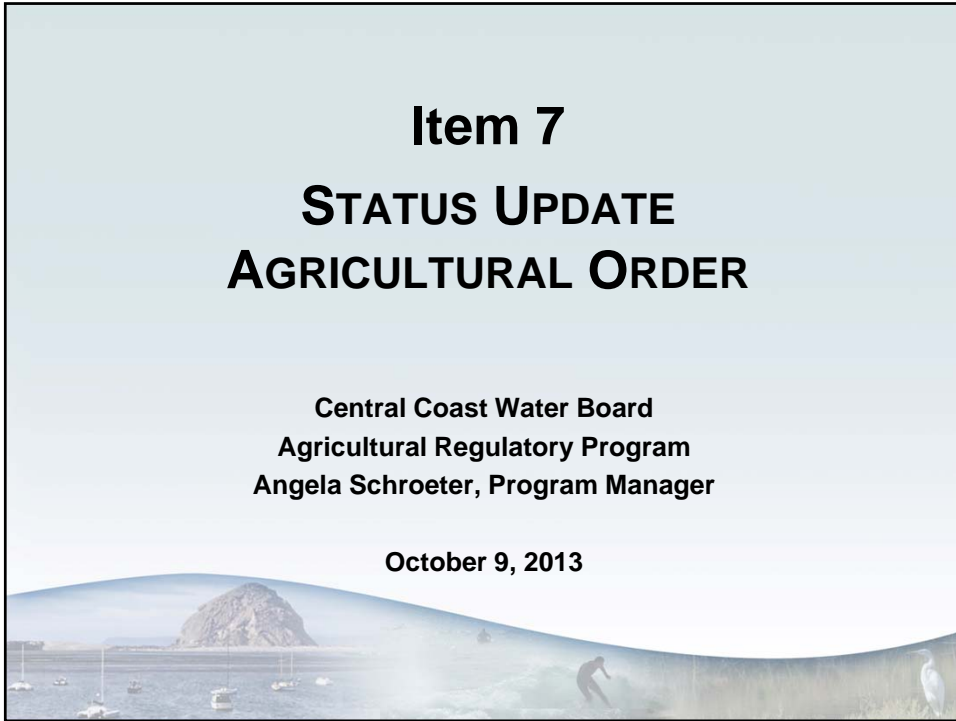 Item 7
STATUS UPDATE
AGRICULTURAL ORDER
Central Coast Water Board
Agricultural Regulatory Program
Angela Schroeter, Program Manager
October 9, 2013